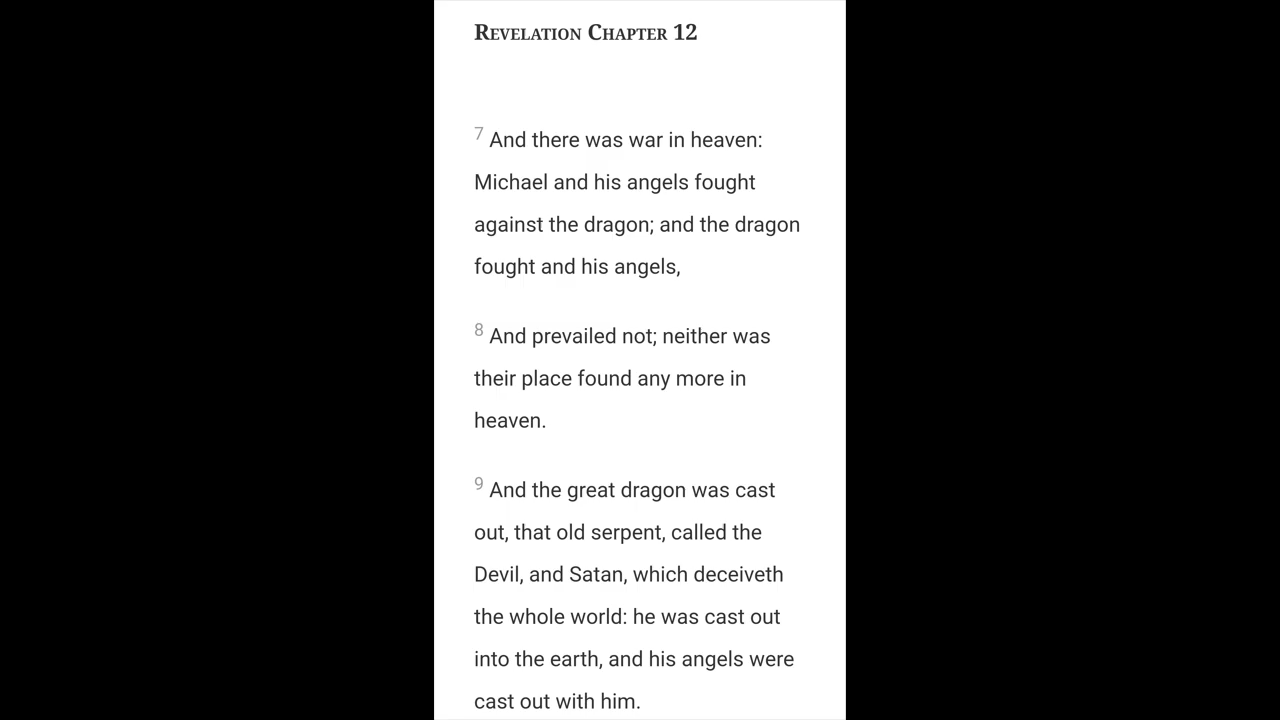 Revelation Chapter 12
7 And there was war in heaven:
Michael and his angels fought
against the dragon; and the dragon
fought and his angels,
8 And prevailed not; neither was
their place found any more in
heaven.
9 And the great dragon was cast
out, that old serpent, called the
Devil, and Satan, which deceiveth
the whole world: he was cast out
into the earth, and his angels were
cast out with him.